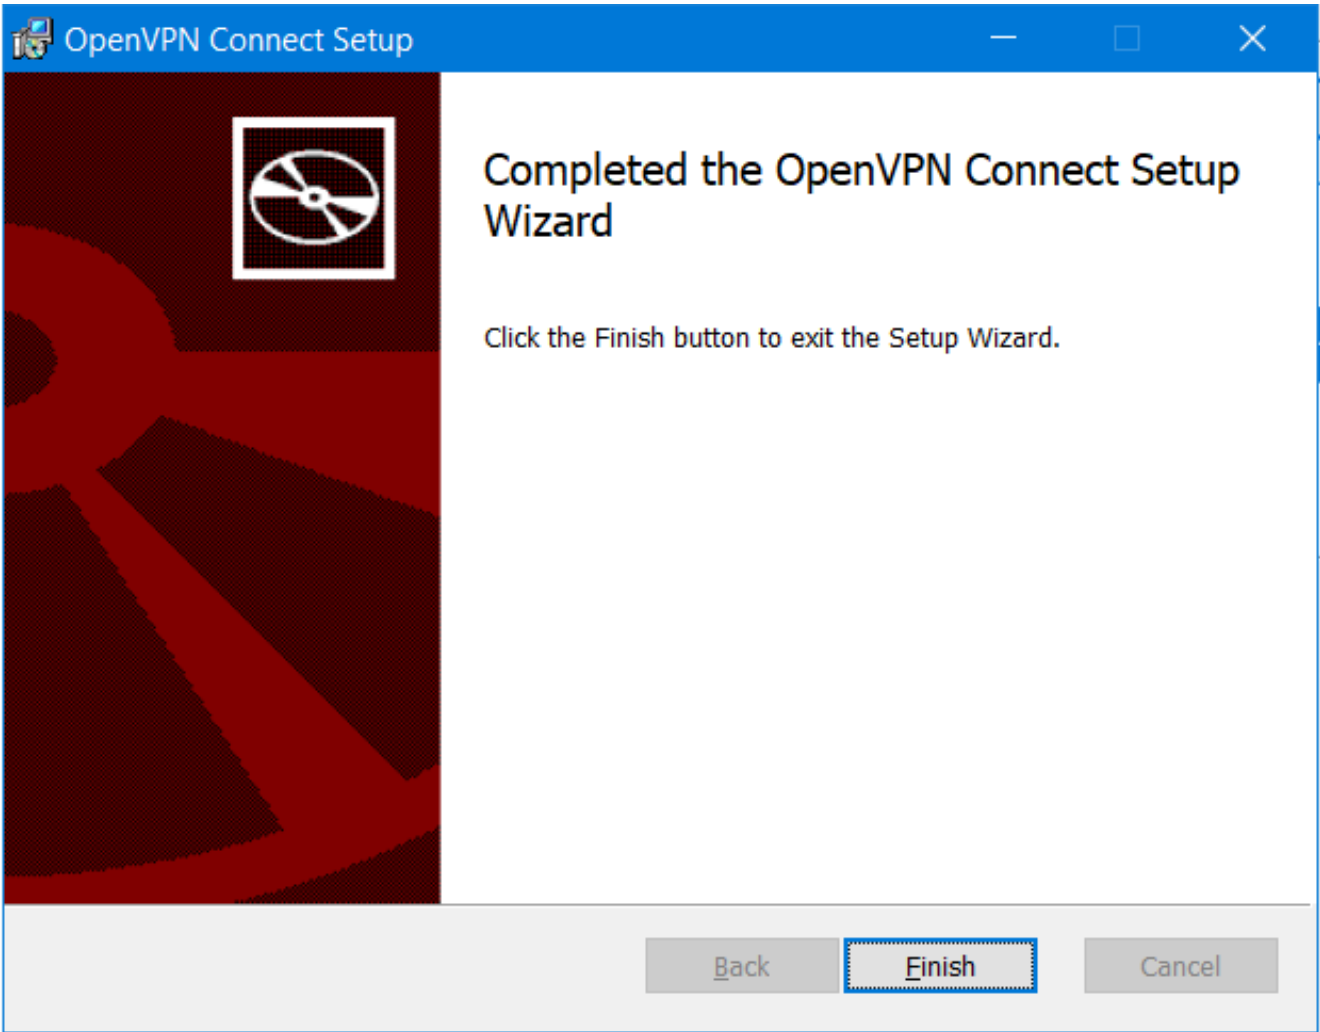 OpenVPN Connect Setup
Completed the OpenVPN Connect Setup
Wizard
Click the Finish button to exit the Setup Wizard.
Back
Finish
Cancel